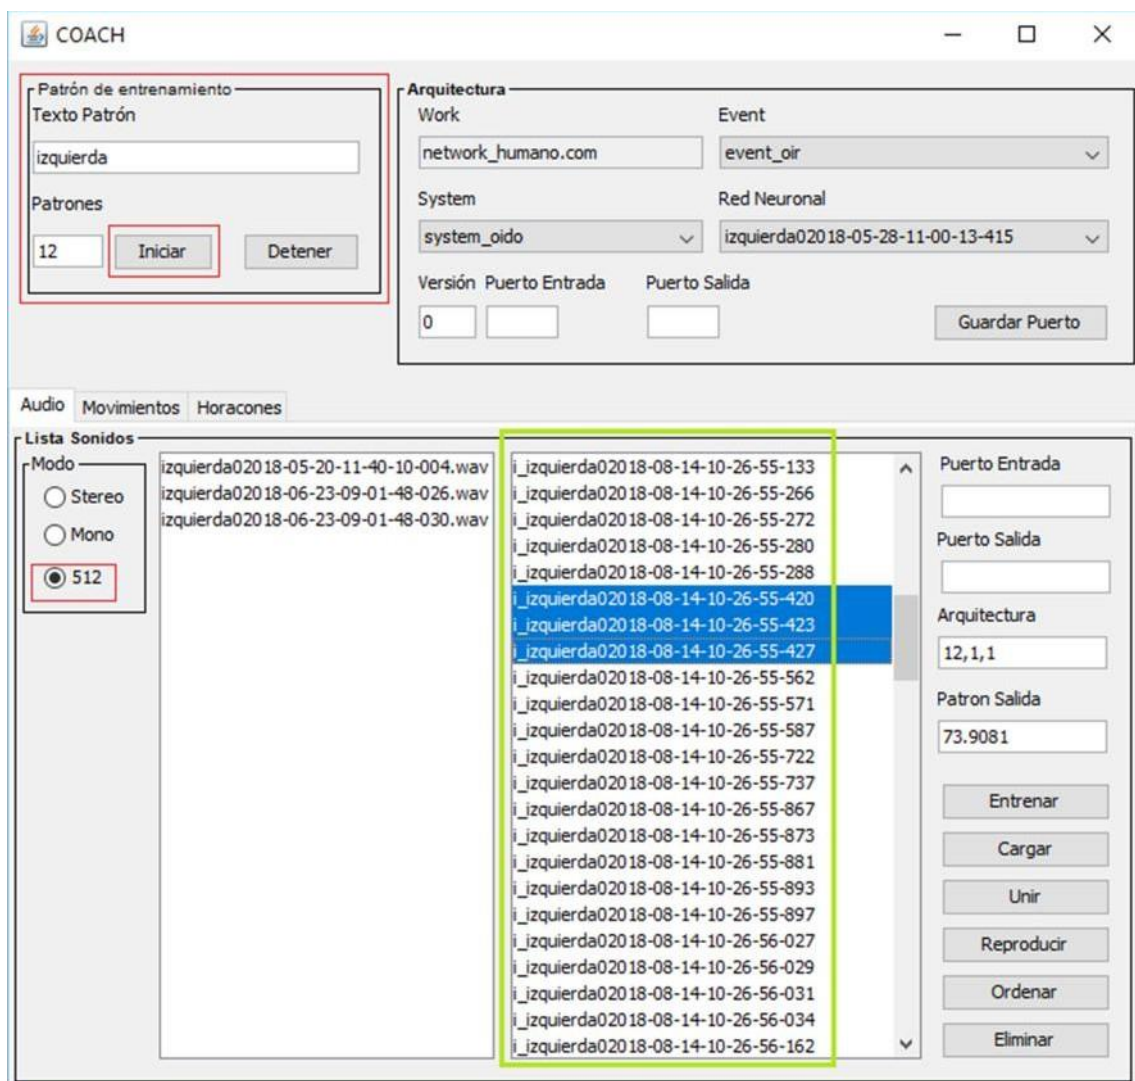 COACH
Patrón de entrenamiento
Texto Patrón
izquierda
Patrones
12
Iniciar
Detener
Arquitectura
Work
Event
network_humano.com
event_oir
System
Red Neuronal
system_oido
izquierda02018-05-28-11-00-13-415
Versión
Puerto Entrada
Puerto Salida
0
Guardar Puerto
Audio
Movimientos
Horacones
Lista Sonidos
Modo
Stereo
Mono
512
izquierda02018-05-20-11-40-10-004.wav
izquierda02018-06-23-09-01-48-026.wav
izquierda02018-06-23-09-01-48-030.wav
i_izquierda02018-08-14-10-26-55-133
i_izquierda02018-08-14-10-26-55-266
i_izquierda02018-08-14-10-26-55-272
i_izquierda02018-08-14-10-26-55-280
i_izquierda02018-08-14-10-26-55-288
i_izquierda02018-08-14-10-26-55-420
i_izquierda02018-08-14-10-26-55-423
i_izquierda02018-08-14-10-26-55-427
i_izquierda02018-08-14-10-26-55-562
i_izquierda02018-08-14-10-26-55-571
i_izquierda02018-08-14-10-26-55-587
i_izquierda02018-08-14-10-26-55-722
i_izquierda02018-08-14-10-26-55-737
i_izquierda02018-08-14-10-26-55-867
i_izquierda02018-08-14-10-26-55-873
i_izquierda02018-08-14-10-26-55-881
i_izquierda02018-08-14-10-26-55-893
i_izquierda02018-08-14-10-26-55-897
i_izquierda02018-08-14-10-26-56-027
i_izquierda02018-08-14-10-26-56-029
i_izquierda02018-08-14-10-26-56-031
i_izquierda02018-08-14-10-26-56-034
i_izquierda02018-08-14-10-26-56-162
Puerto Entrada
Puerto Salida
Arquitectura
12,1,1
Patron Salida
73.9081
Entrenar
Cargar
Unir
Reproducir
Ordenar
Eliminar